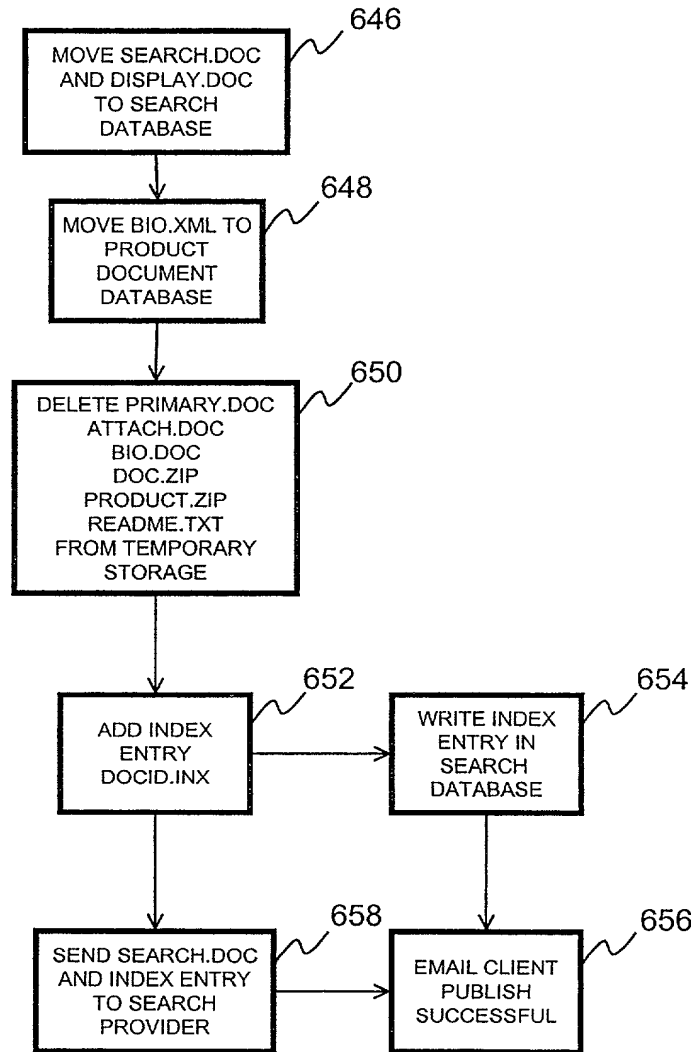 646
MOVE SEARCH.DOC
AND DISPLAY.DOC
TO SEARCH
DATABASE
648
MOVE BIO.XML TO
PRODUCT
DOCUMENT
DATABASE
650
DELETE PRIMARY.DOC
ATTACH.DOC
BIO.DOC
DOC.ZIP
PRODUCT.ZIP
README.TXT
FROM TEMPORARY
STORAGE
652
ADD INDEX
ENTRY
DOCID.INX
654
WRITE INDEX
ENTRY IN
SEARCH
DATABASE
658
SEND SEARCH.DOC
AND INDEX ENTRY
TO SEARCH
PROVIDER
656
EMAIL CLIENT
PUBLISH
SUCCESSFUL